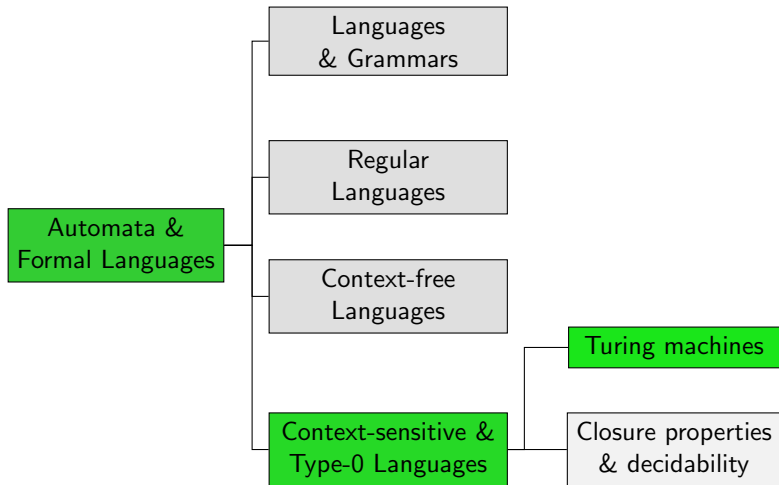 Languages
& Grammars
Regular
Languages
Automata &
Formal Languages
Context-free
Languages
Turing machines
Context-sensitive &
Type-0 Languages
Closure properties
& decidability